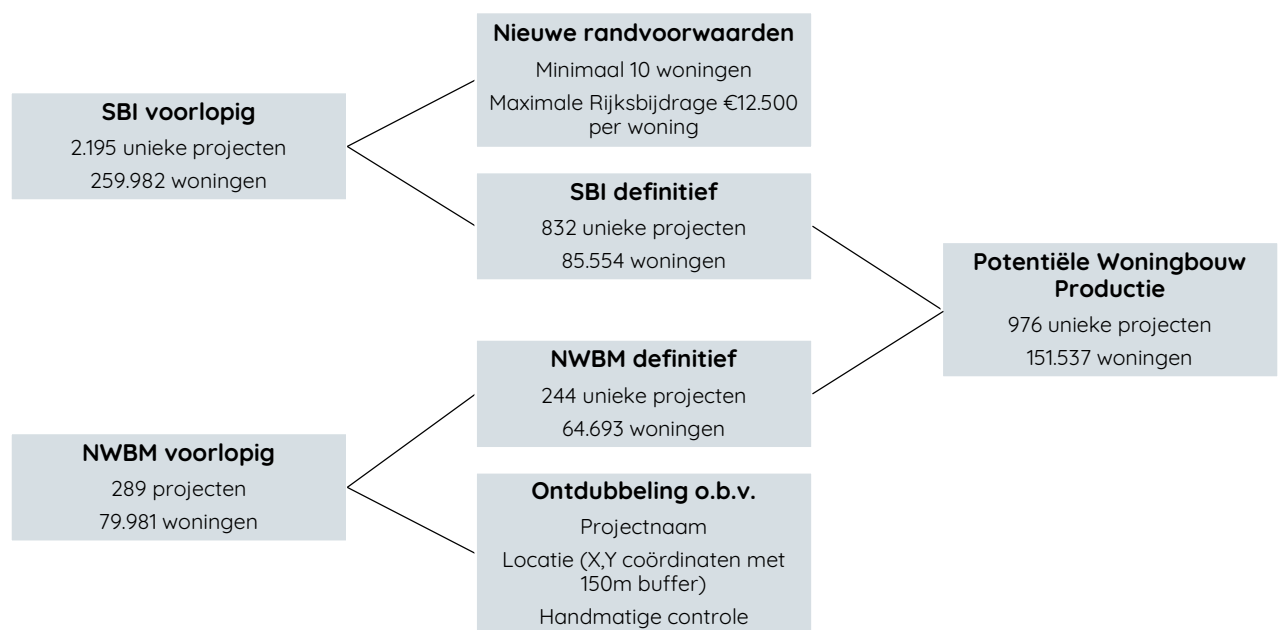 SBI voorlopig
2.195 unieke projecten
259.982 woningen
Nieuwe randvoorwaarden
Minimaal 10 woningen
Maximale Rijksbijdrage €12.500
per woning
SBI definitief
832 unieke projecten
85.554 woningen
NWBM voorlopig
289 projecten
79.981 woningen
NWBM definitief
244 unieke projecten
64.693 woningen
Ontdubbeling o.b.v.
Projectnaam
Locatie (X,Y coördinaten met
150m buffer)
Handmatige controle
Potentiële Woningbouw
Productie
976 unieke projecten
151.537 woningen